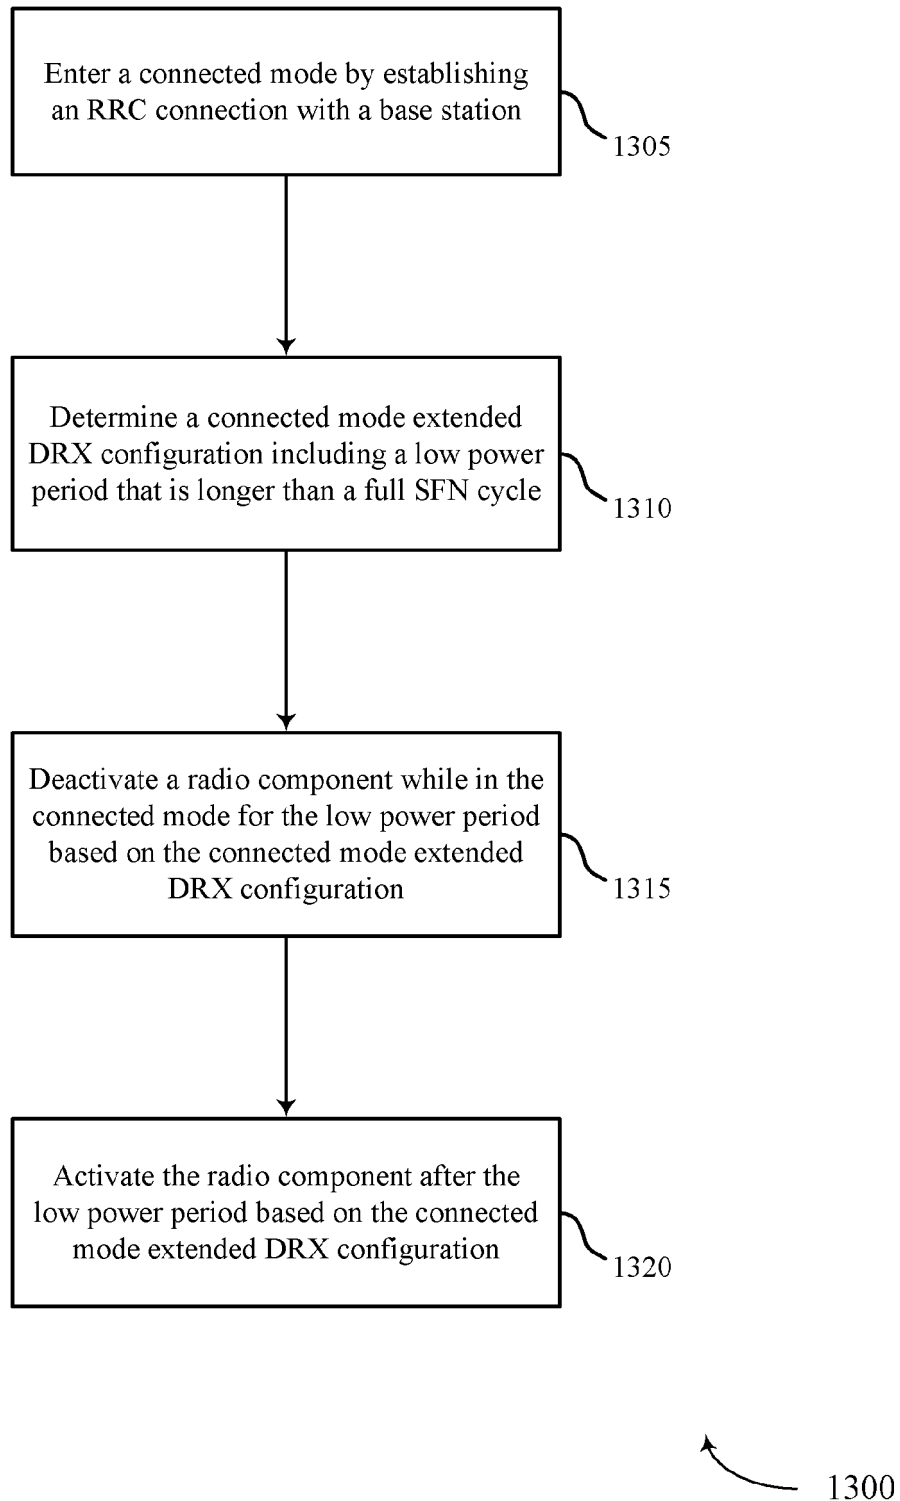 Enter a connected mode by establishing
an RRC connection with a base station
1305
Determine a connected mode extended
DRX configuration including a low power
period that is longer than a full SFN cycle
1310
Deactivate a radio component while in the
connected mode for the low power period
based on the connected mode extended
DRX configuration
1315
Activate the radio component after the
low power period based on the connected
mode extended DRX configuration
1320
1300